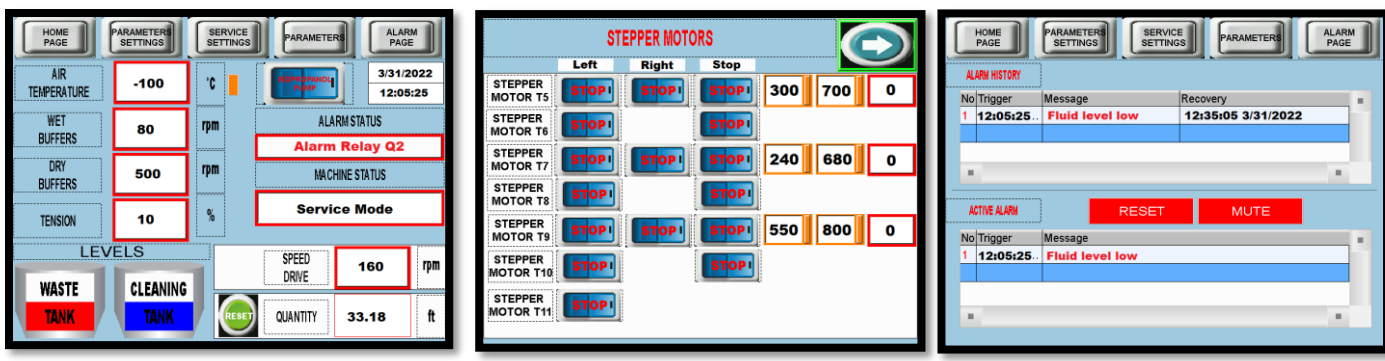 HOME
PAGE
PARAMETERS
SETTINGS
SERVICE
SETTINGS
PARAMETERS
ALARM
PAGE
AIR
TEMPERATURE
-100
°C
3/31/2022
12:05:25
WET
BUFFERS
80
rpm
ALARM STATUS
Alarm Relay Q2
DRY
BUFFERS
500
rpm
MACHINE STATUS
Service Mode
TENSION
10
%
LEVELS
WASTE
TANK
CLEANING
TANK
SPEED
DRIVE
160
rpm
RESET
QUANTITY
33.18
ft
STEPPER MOTORS
Left Right Stop
STEPPER
MOTOR T5
STOP STOP STOP 300 700 0
STEPPER
MOTOR T6
STOP STOP
STEPPER
MOTOR T7
STOP STOP STOP 240 680 0
STEPPER
MOTOR T8
STOP STOP
STEPPER
MOTOR T9
STOP STOP STOP 550 800 0
STEPPER
MOTOR T10
STOP STOP
STEPPER
MOTOR T11
STOP
HOME
PAGE
PARAMETERS
SETTINGS
SERVICE
SETTINGS
PARAMETERS
ALARM
PAGE
ALARM HISTORY
No Trigger Message Recovery
1 12:05:25.. Fluid level low 12:35:05 3/31/2022
ACTIVE ALARM
RESET
MUTE
No Trigger Message
1 12:05:25.. Fluid level low